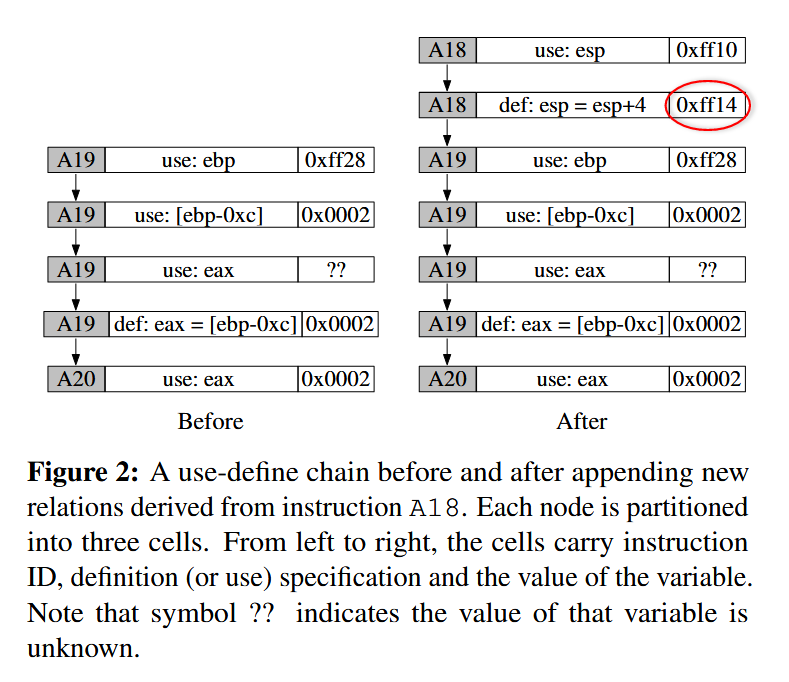 A18 use: esp 0xff10
A18 def: esp = esp+4 0xff14
A19 use: ebp 0xff28 A19 use: ebp 0xff28
A19 use: [ebp-0xc] 0x0002 A19 use: [ebp-0xc] 0x0002
A19 use: eax ?? A19 use: eax ??
A19 def: eax = [ebp-0xc] 0x0002 A19 def: eax = [ebp-0xc] 0x0002
A20 use: eax 0x0002 A20 use: eax 0x0002
Before After
Figure 2: A use-define chain before and after appending new
relations derived from instruction A18. Each node is partitioned
into three cells. From left to right, the cells carry instruction
ID, definition (or use) specification and the value of the variable.
Note that symbol ?? indicates the value of that variable is
unknown.